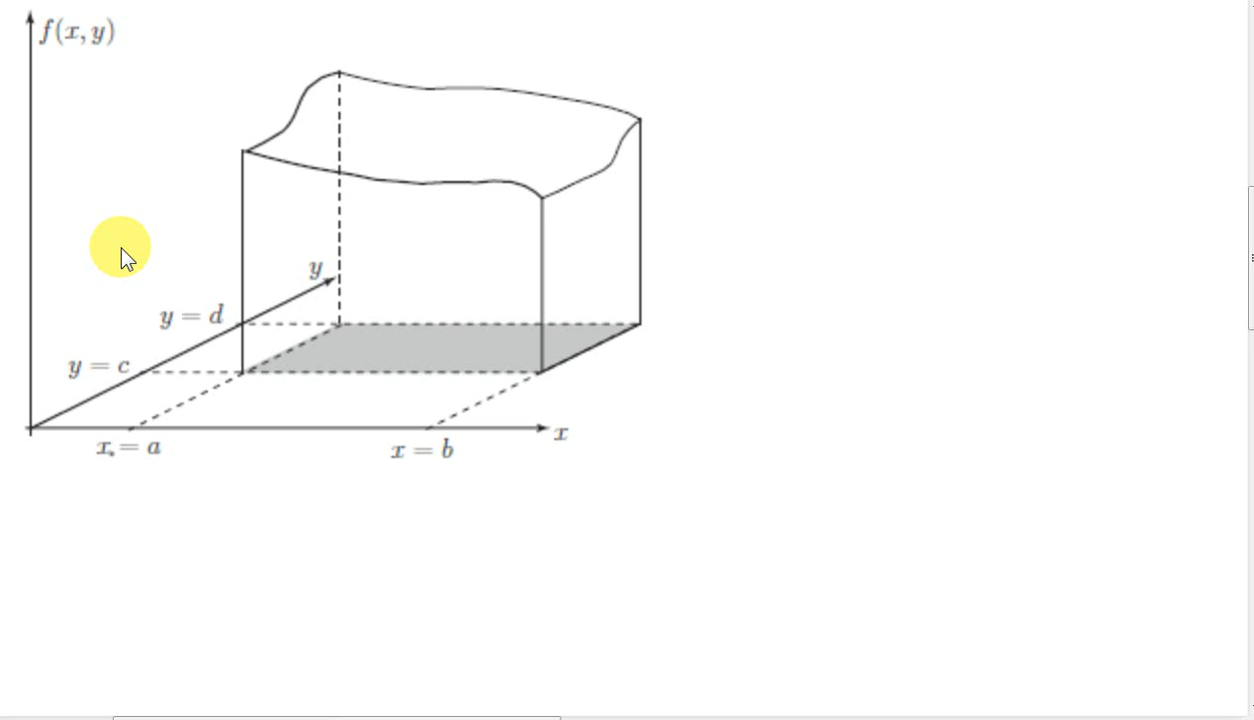 f(x, y)
y
y = d
y = c
x
x = a
x = b